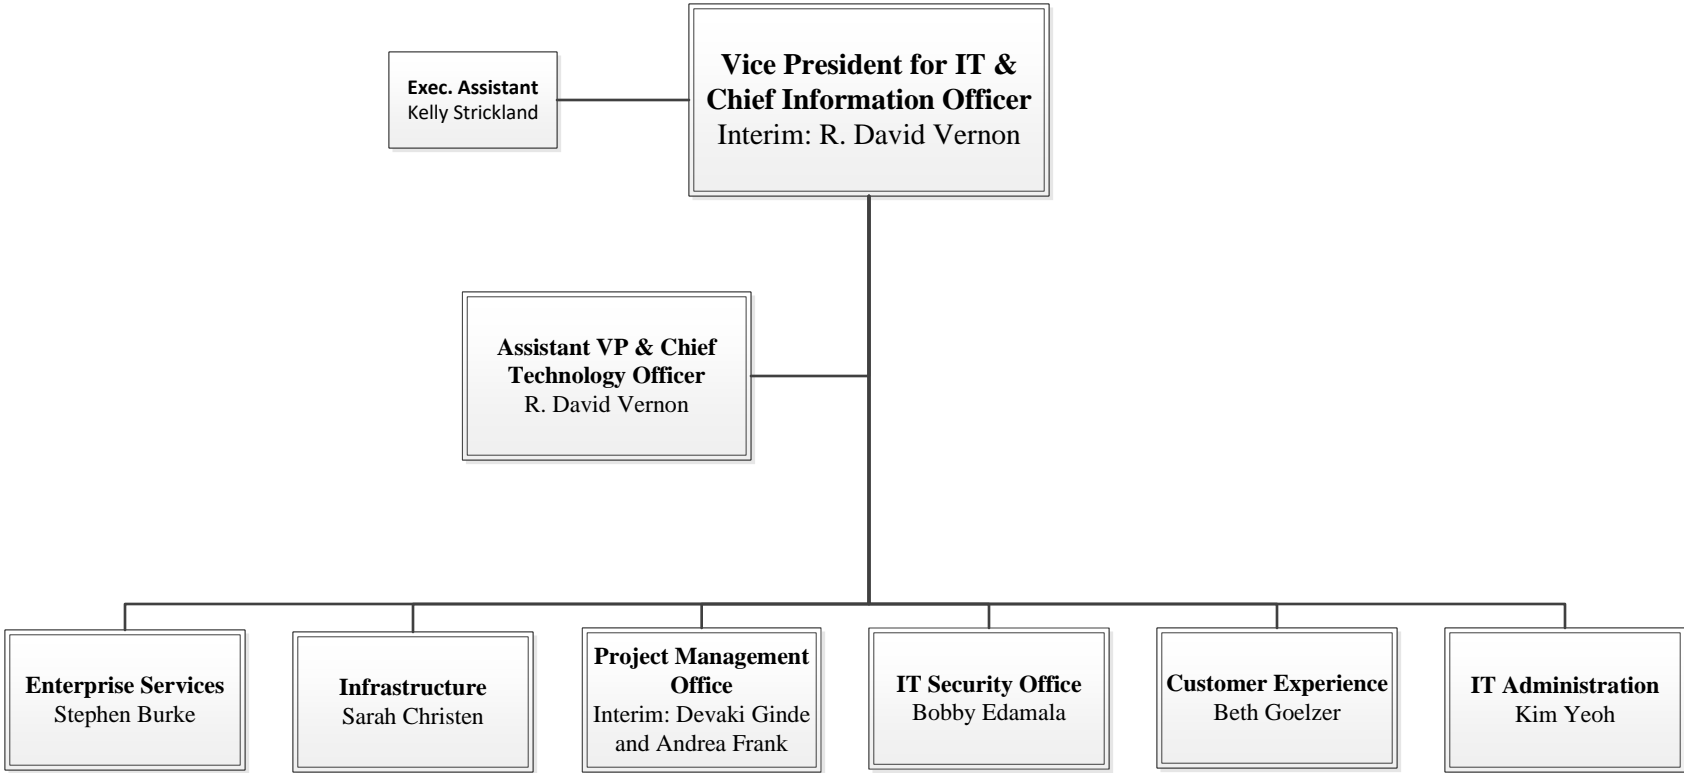 Vice President for IT &
Chief Information Officer
Interim: R. David Vernon
Exec. Assistant
Kelly Strickland
Assistant VP & Chief
Technology Officer
R. David Vernon
Enterprise Services
Stephen Burke
Infrastructure
Sarah Christen
Project Management
Office
Interim: Devaki Ginde
and Andrea Frank
IT Security Office
Bobby Edamala
Customer Experience
Beth Goelzer
IT Administration
Kim Yeoh